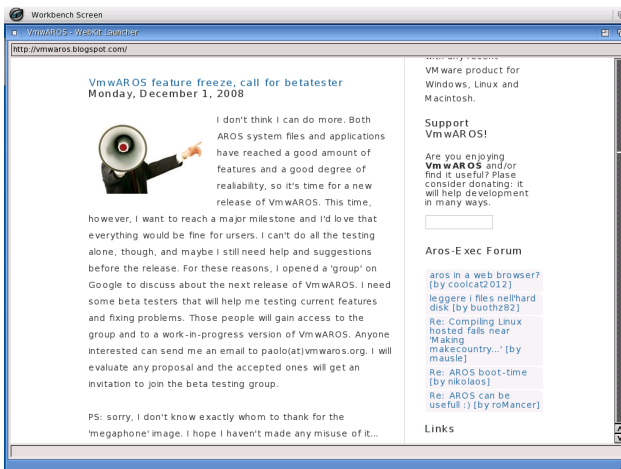 Workbench Screen
VmwAROS - WebKit Launcher
http://vmwaros.blogspot.com/
VmwAROS feature freeze, call for betatester
Monday, December 1, 2008
I don't think I can do more. Both
AROS system files and applications
have reached a good amount of
features and a good degree of
realiability, so it's time for a new
release of VmwAROS. This time,
however, I want to reach a major milestone and I'd love that
everything would be fine for ursers. I can't do all the testing
alone, though, and maybe I still need help and suggestions
before the release. For these reasons, I opened a 'group' on
Google to discuss about the next release of VmwAROS. I need
some beta testers that will help me testing current features
and fixing problems. Those people will gain access to the
group and to a work-in-progress version of VmwAROS. Anyone
interested can send me an email to paolo(at)vmwaros.org. I will
evaluate any proposal and the accepted ones will get an
invitation to join the beta testing group.
PS: sorry, I don't know exactly whom to thank for the
'megaphone' image. I hope I haven't made any misuse of it...
with any recent
VMware product for
Windows, Linux and
Macintosh.
Support
VmwAROS!
Are you enjoying
VmwAROS and/or
find it useful? Plase
consider donating: it
will help development
in many ways.
Aros-Exec Forum
aros in a web browser?
[by coolcat2012]
leggere i files nell'hard
disk [by buothz82]
Re: Compiling Linux
hosted fails near
'Making
makecountry...' [by
mausle]
Re: AROS boot-time
[by nikolaos]
Re: AROS can be
usefull :) [by roMancer]
Links